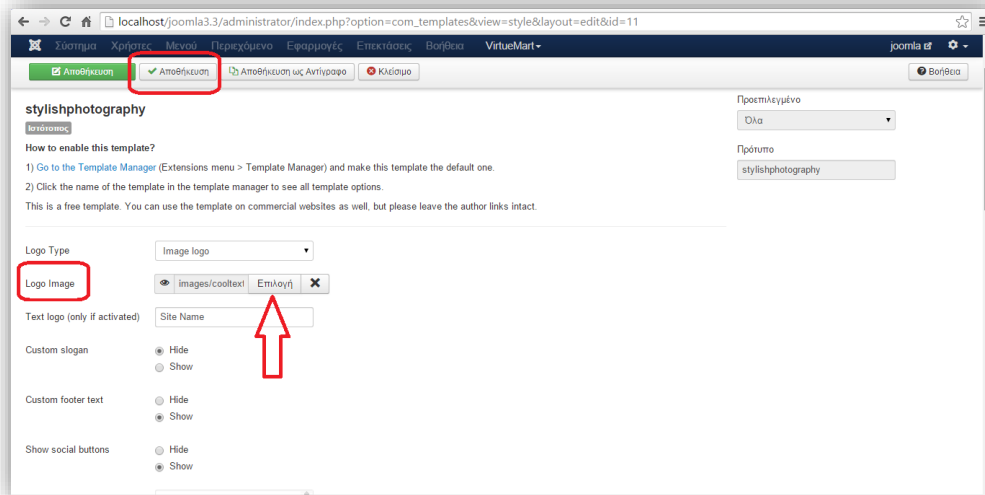 localhost/joomla3.3/administrator/index.php?option=com_templates&view=style&layout=edit&id=11
Σύστημα Χρήστες Μενού Περιεχόμενο Εφαρμογές Επεκτάσεις Βοήθεια VirtueMart joomla
Αποθήκευση Αποθήκευση Αποθήκευση ως Αντίγραφο Κλείσιμο Βοήθεια
stylishphotography
Ιστότοπος
How to enable this template?
1) Go to the Template Manager (Extensions menu > Template Manager) and make this template the default one.
2) Click the name of the template in the template manager to see all template options.
This is a free template. You can use the template on commercial websites as well, but please leave the author links intact.
Προεπιλεγμένο
Όλα
Πρότυπο
stylishphotography
Logo Type Image logo
Logo Image images/cooltext Επιλογή
Text logo (only if activated) Site Name
Custom slogan Hide
Show
Custom footer text Hide
Show
Show social buttons Hide
Show